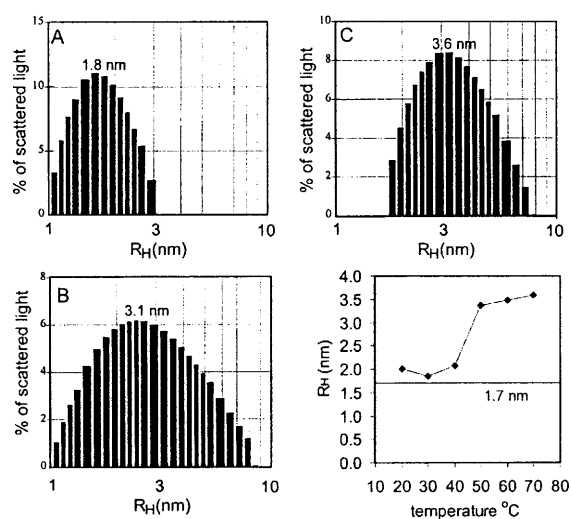 A
1.8 nm
% of scattered light
15
10
5
0
1
3
10
RH(nm)
C
3.6 nm
% of scattered light
10
8
6
4
2
0
1
3
10
RH(nm)
B
3.1 nm
% of scattered light
8
6
4
2
0
1
3
10
RH(nm)
RH (nm)
4.0
3.5
3.0
2.5
2.0
1.5
1.0
0.5
0.0
1.7 nm
10 20 30 40 50 60 70 80
temperature °C